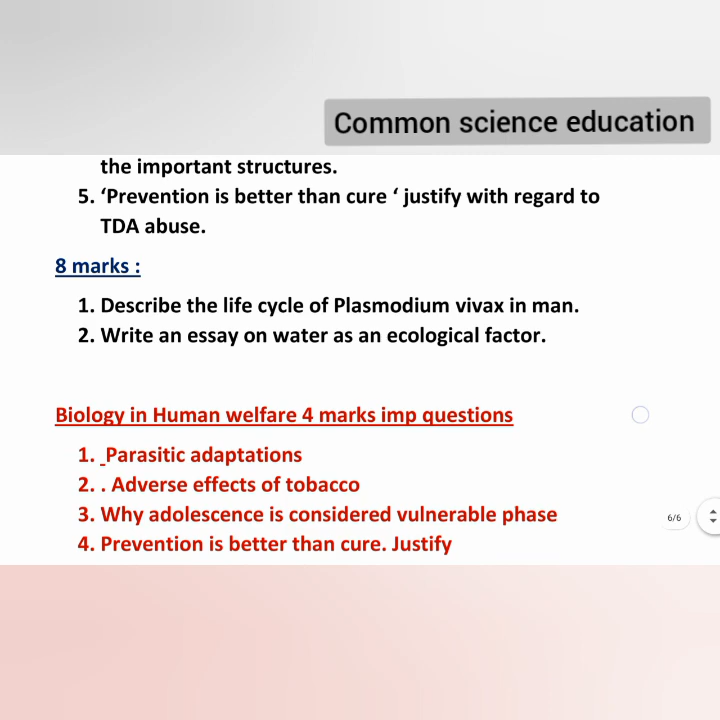 Common science education
the important structures.
5. ‘Prevention is better than cure ‘ justify with regard to
TDA abuse.
8 marks :
1. Describe the life cycle of Plasmodium vivax in man.
2. Write an essay on water as an ecological factor.
Biology in Human welfare 4 marks imp questions
1. _Parasitic adaptations
2. . Adverse effects of tobacco
3. Why adolescence is considered vulnerable phase
6/6
4. Prevention is better than cure. Justify